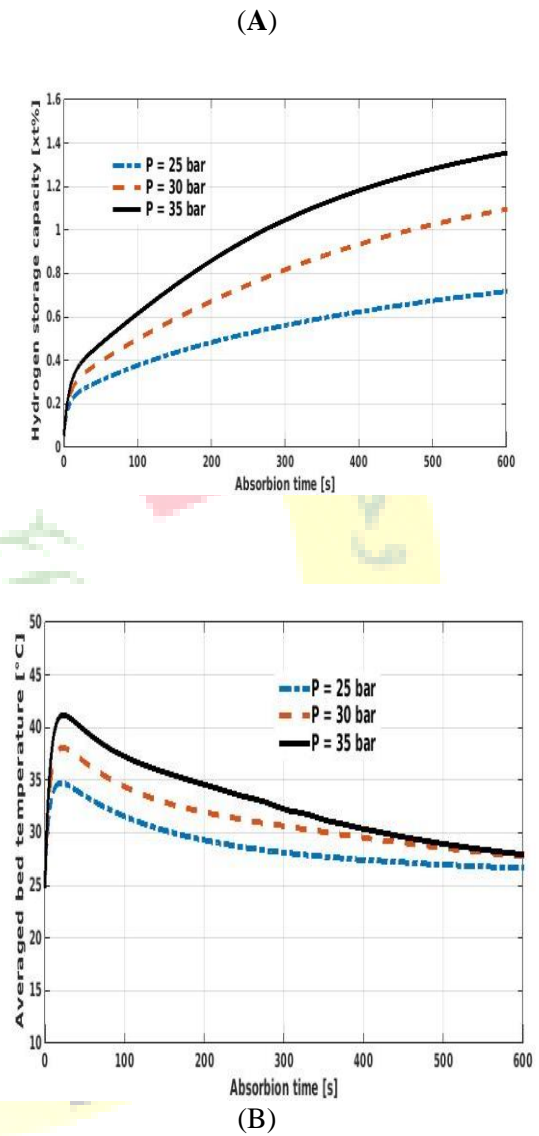 (A)
Hydrogen storage capacity [xt%]
1.6
1.4
1.2
1
0.8
0.6
0.4
0.2
0
P = 25 bar
P = 30 bar
P = 35 bar
0 100 200 300 400 500 600
Absorbion time [s]
Averaged bed temperature [°C]
50
45
40
35
30
25
20
15
10
P = 25 bar
P = 30 bar
P = 35 bar
0 100 200 300 400 500 600
Absorbion time [s]
(B)